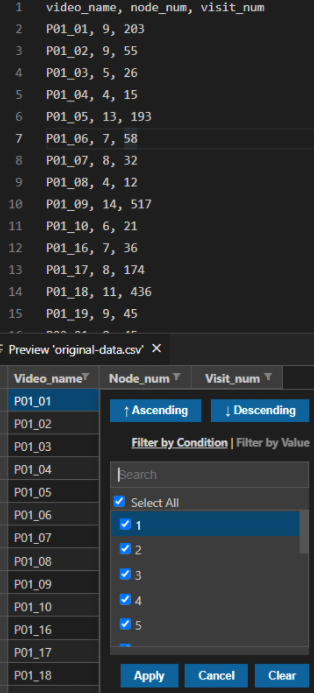 1 video_name, node_num, visit_num
2 P01_01, 9, 203
3 P01_02, 9, 55
4 P01_03, 5, 26
5 P01_04, 4, 15
6 P01_05, 13, 193
7 P01_06, 7, 58
8 P01_07, 8, 32
9 P01_08, 4, 12
10 P01_09, 14, 517
11 P01_10, 6, 21
12 P01_16, 7, 36
13 P01_17, 8, 174
14 P01_18, 11, 436
15 P01_19, 9, 45
Preview 'original-data.csv' ×
Video_name Node_num Visit_num
P01_01
P01_02
P01_03
P01_04
P01_05
P01_06
P01_07
P01_08
P01_09
P01_10
P01_16
P01_17
P01_18
↑ Ascending ↓ Descending
Filter by Condition | Filter by Value
Search
Select All
1
2
3
4
5
Apply Cancel Clear